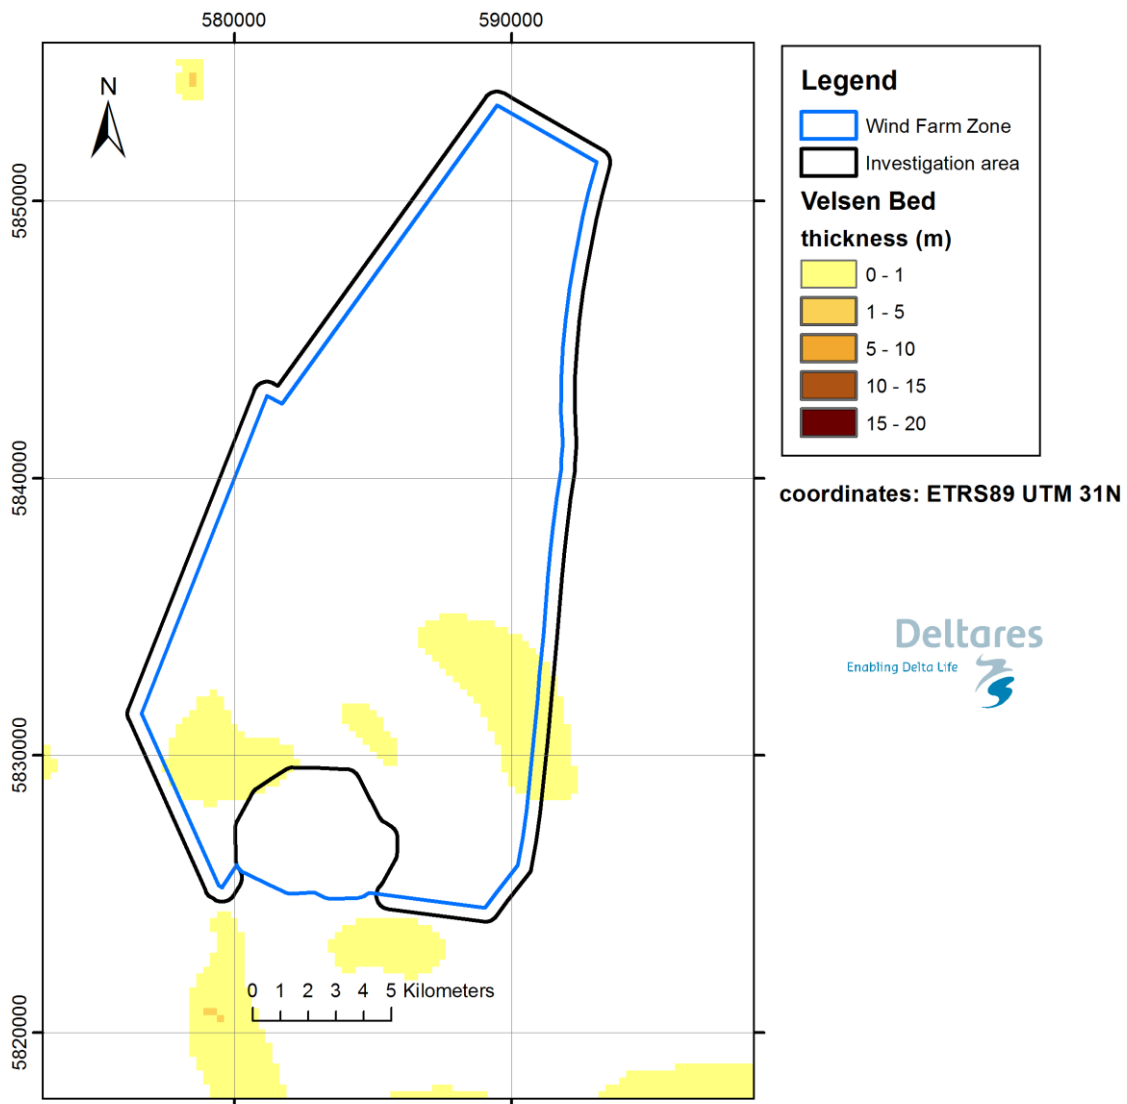 580000
590000
N
5850000
5840000
5830000
5820000
0 1 2 3 4 5 Kilometers
Legend
Wind Farm Zone
Investigation area
Velsen Bed
thickness (m)
0 - 1
1 - 5
5 - 10
10 - 15
15 - 20
coordinates: ETRS89 UTM 31N
Deltares
Enabling Delta Life